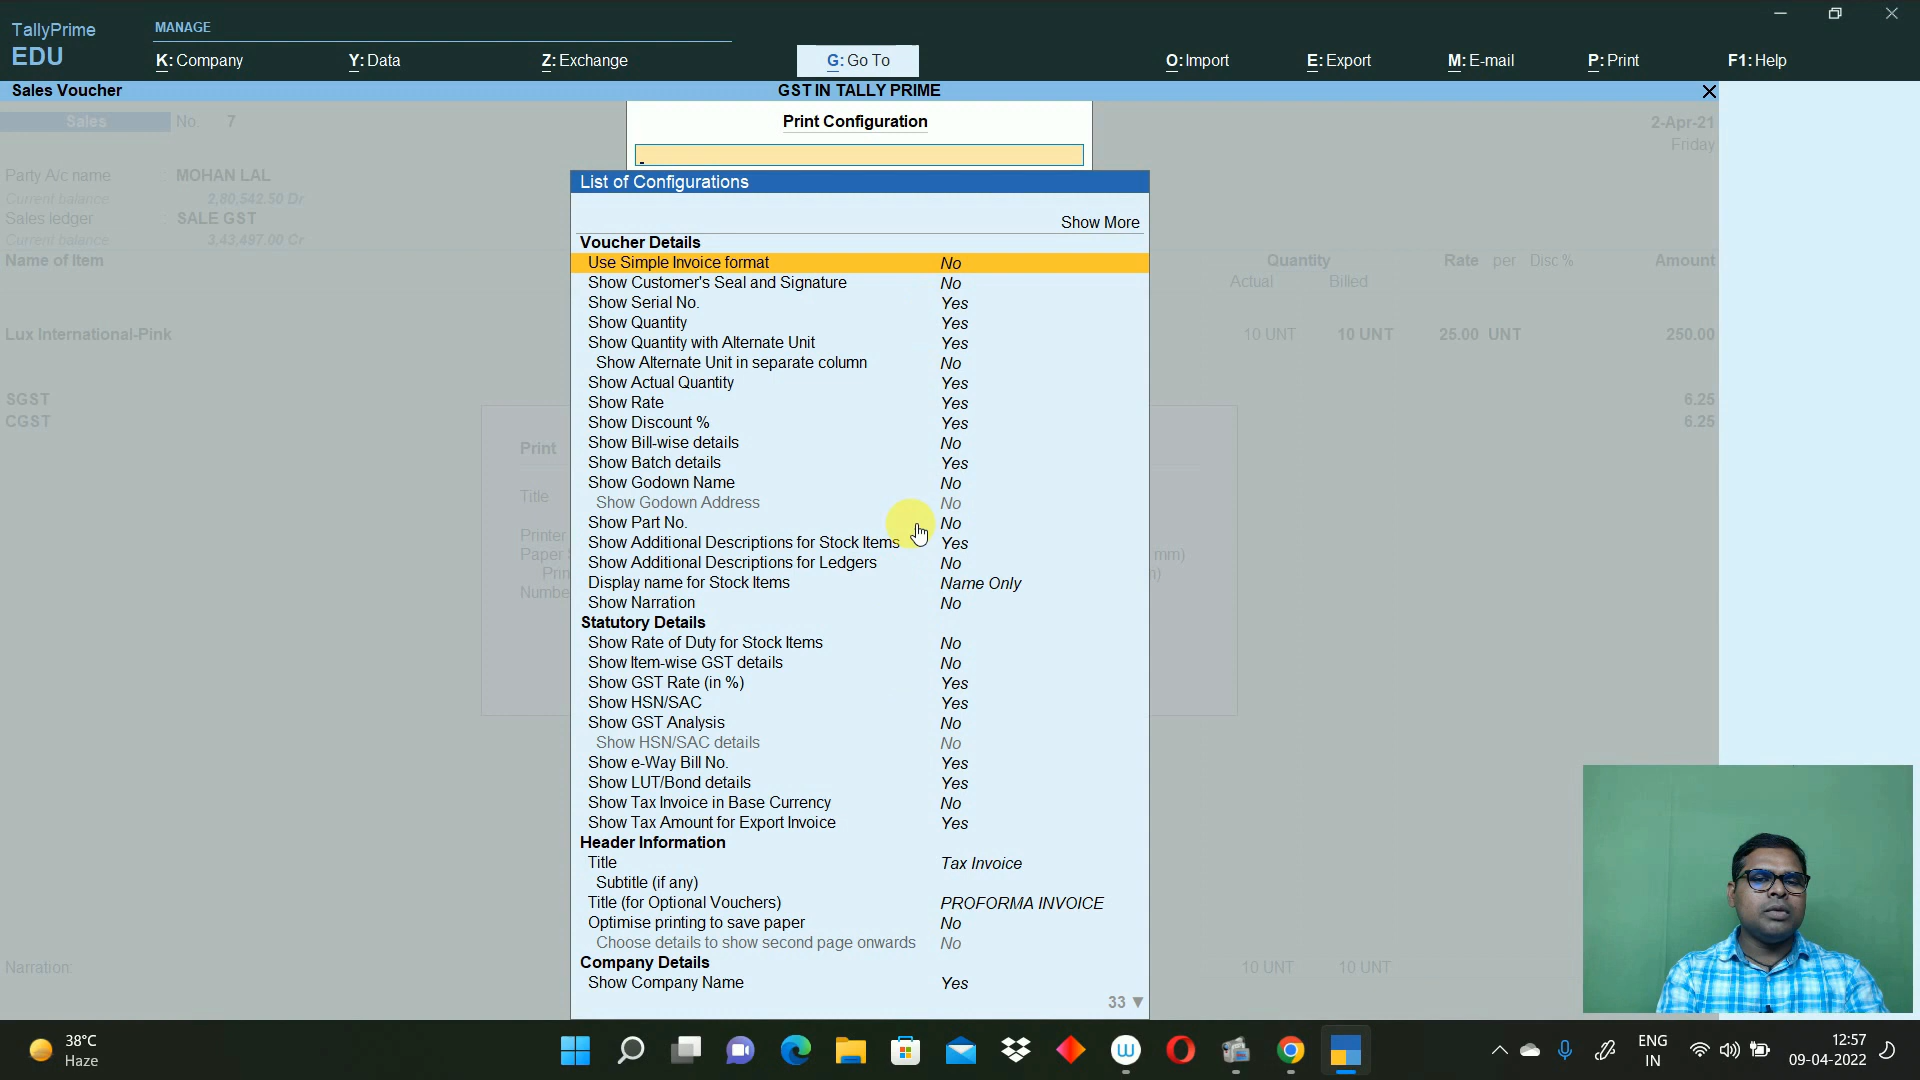 TallyPrime
EDU
MANAGE
K: Company
Y: Data
Z: Exchange
G: Go To
O: Import
E: Export
M: E-mail
P: Print
F1: Help
Sales Voucher
GST IN TALLY PRIME
Sales No. 7
2-Apr-21
Friday
Party A/c name : MOHAN LAL
Current balance : 2,80,542.50 Dr
Sales ledger : SALE GST
Current balance : 3,43,497.00 Cr
Name of Item
Quantity
Rate per Disc %
Amount
Actual Billed
Lux International-Pink
10 UNT 10 UNT 25.00 UNT 250.00
SGST 6.25
CGST 6.25
Print
Title
Printer
Paper
Prin
Numbe
mm)
Print Configuration
List of Configurations
Show More
Voucher Details
Use Simple Invoice format No
Show Customer's Seal and Signature No
Show Serial No. Yes
Show Quantity Yes
Show Quantity with Alternate Unit Yes
Show Alternate Unit in separate column No
Show Actual Quantity Yes
Show Rate Yes
Show Discount % Yes
Show Bill-wise details No
Show Batch details Yes
Show Godown Name No
Show Godown Address No
Show Part No. No
Show Additional Descriptions for Stock Items Yes
Show Additional Descriptions for Ledgers No
Display name for Stock Items Name Only
Show Narration No
Statutory Details
Show Rate of Duty for Stock Items No
Show Item-wise GST details No
Show GST Rate (in %) Yes
Show HSN/SAC Yes
Show GST Analysis No
Show HSN/SAC details No
Show e-Way Bill No. Yes
Show LUT/Bond details Yes
Show Tax Invoice in Base Currency No
Show Tax Amount for Export Invoice Yes
Header Information
Title Tax Invoice
Subtitle (if any)
Title (for Optional Vouchers) PROFORMA INVOICE
Optimise printing to save paper No
Choose details to show second page onwards No
Company Details
Show Company Name Yes
33 ▼
Narration:
10 UNT 10 UNT
38°C
Haze
ENG
IN
12:57
09-04-2022